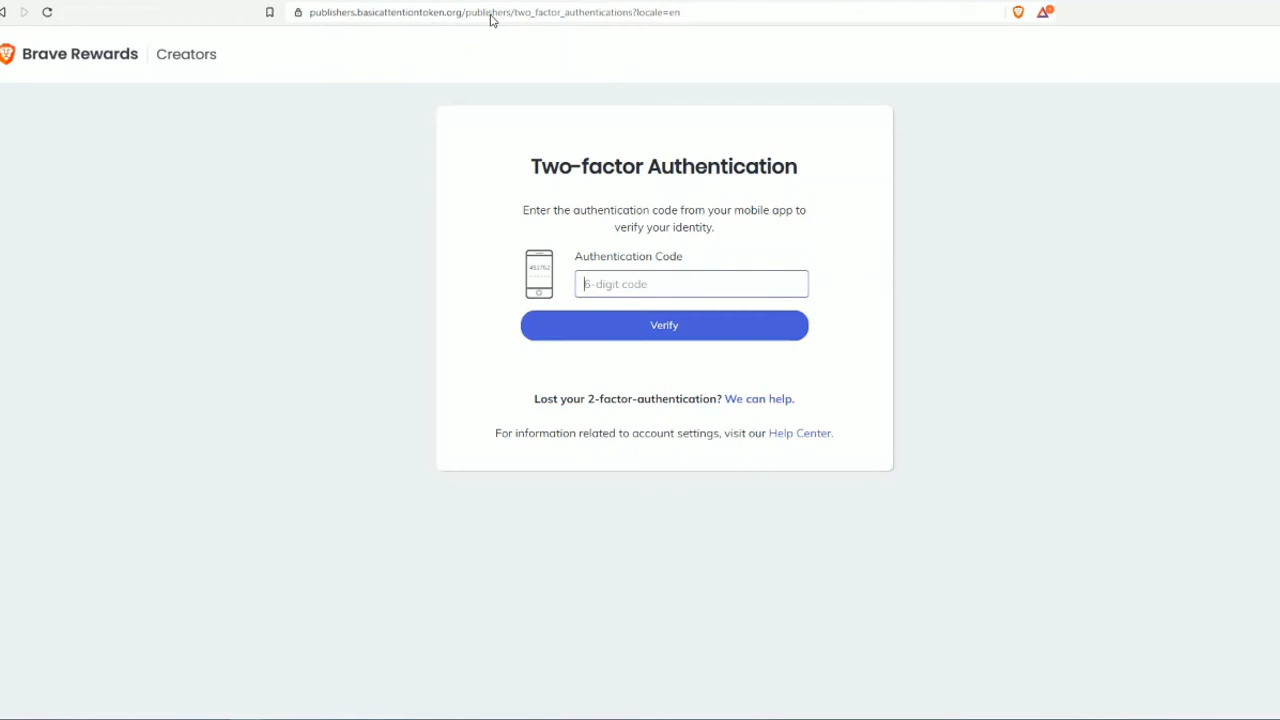 publishers.basicattentiontoken.org/publishers/two_factor_authentications?locale=en
Brave Rewards Creators
Two-factor Authentication
Enter the authentication code from your mobile app to
verify your identity.
Authentication Code
451762
6-digit code
Verify
Lost your 2-factor-authentication? We can help.
For information related to account settings, visit our Help Center.